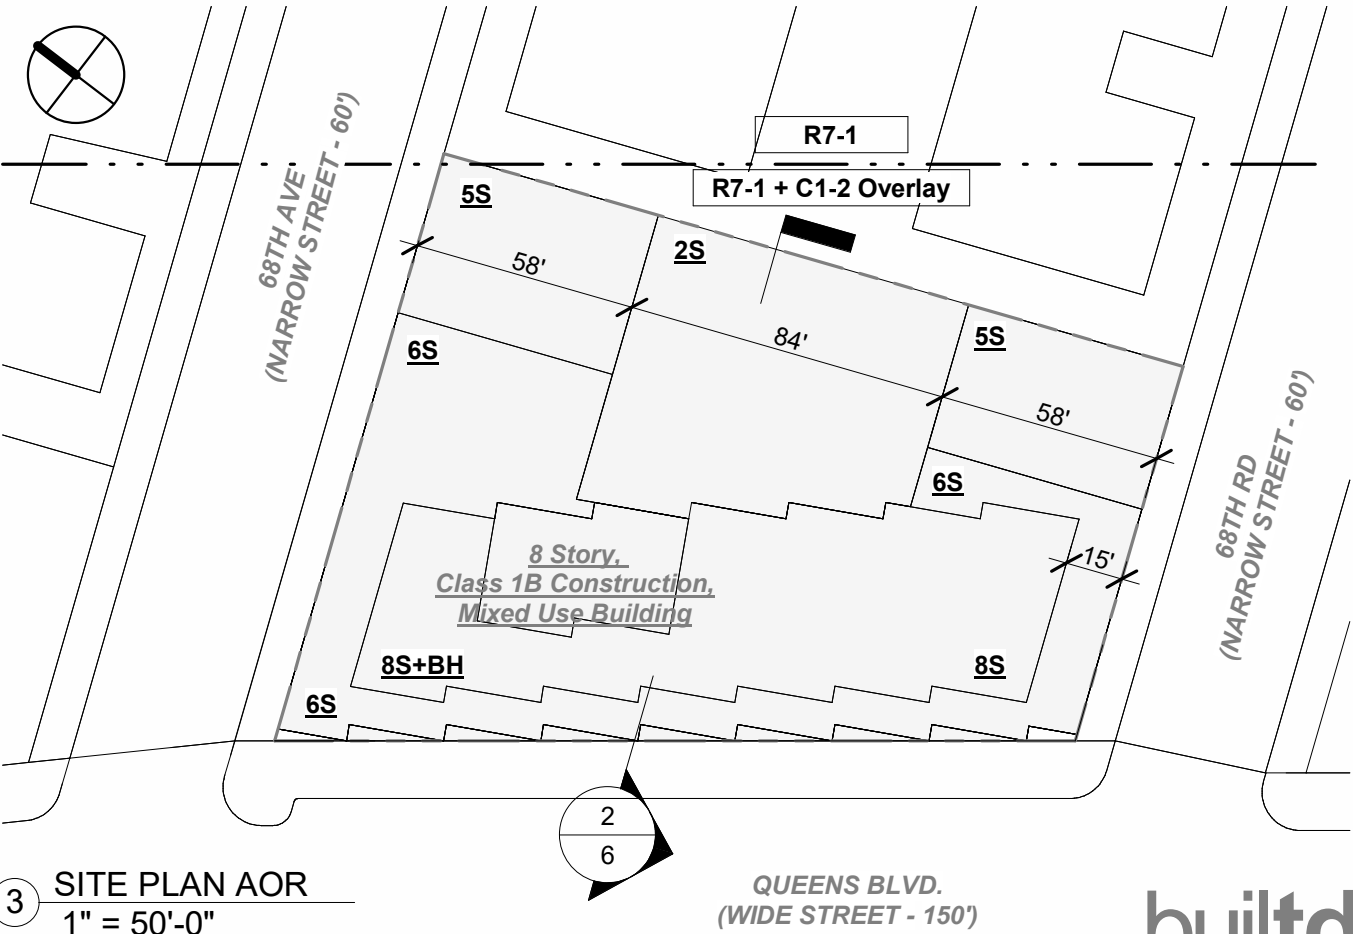 R7-1
R7-1 + C1-2 Overlay
68TH AVE
(NARROW STREET - 60')
5S
2S
58'
84'
5S
6S
58'
6S
68TH RD
(NARROW STREET - 60')
15'
8 Story,
Class 1B Construction,
Mixed Use Building
8S+BH
8S
6S
2
6
3
SITE PLAN AOR
1" = 50'-0"
QUEENS BLVD.
(WIDE STREET - 150')
builtd